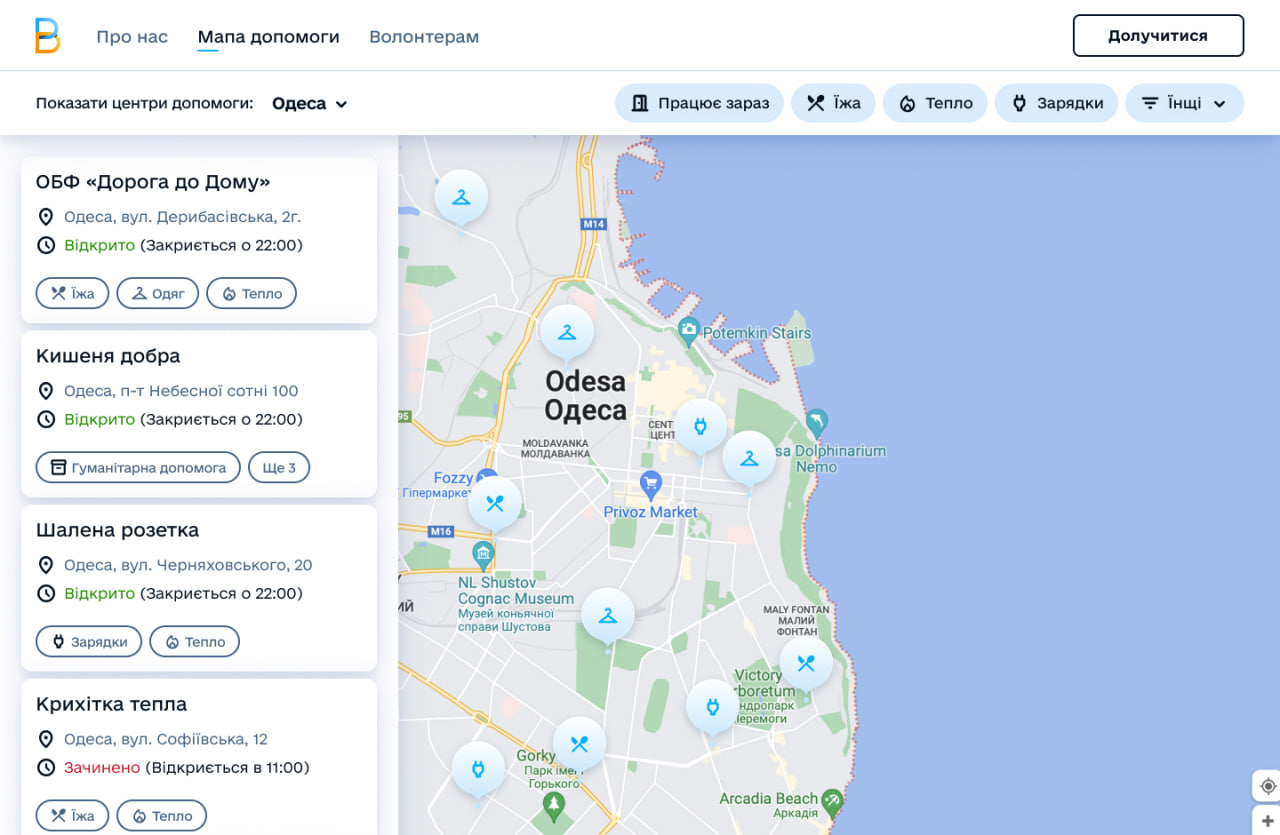 Про нас
Мапа допомоги
Волонтерам
Долучитися
Показати центри допомоги:
Одеса
Працює зараз
Їжа
Тепло
Зарядки
Їнщі
ОБФ «Дорога до Дому»
Одеса, вул. Дерибасівська, 2г.
Відкрито (Закриється о 22:00)
Їжа
Одяг
Тепло
Кишеня добра
Одеса, п-т Небесної сотні 100
Відкрито (Закриється о 22:00)
Гуманітарна допомога
Ще 3
Шалена розетка
Одеса, вул. Черняховського, 20
Відкрито (Закриється о 22:00)
Зарядки
Тепло
Крихітка тепла
Одеса, вул. Софіївська, 12
Зачинено (Відкриється в 11:00)
Їжа
Тепло
M14
Potemkin Stairs
Odesa
Одеса
95
CENT
ЦЕНТ
MOLDAVANKA
МОЛДАВАНКА
sa Dolphinarium
Nemo
Fozzy
Гіпермаркет
Privoz Market
M16
NL Shustov
Cognac Museum
Музей коньячної
справи Шустова
ИЙ
MALY FONTAN
МАЛИЙ
ФОНТАН
Victory
rboretum
ндропарк
Перемоги
Gorky
Парк імен
Горького
Arcadia Beach
Аркадія